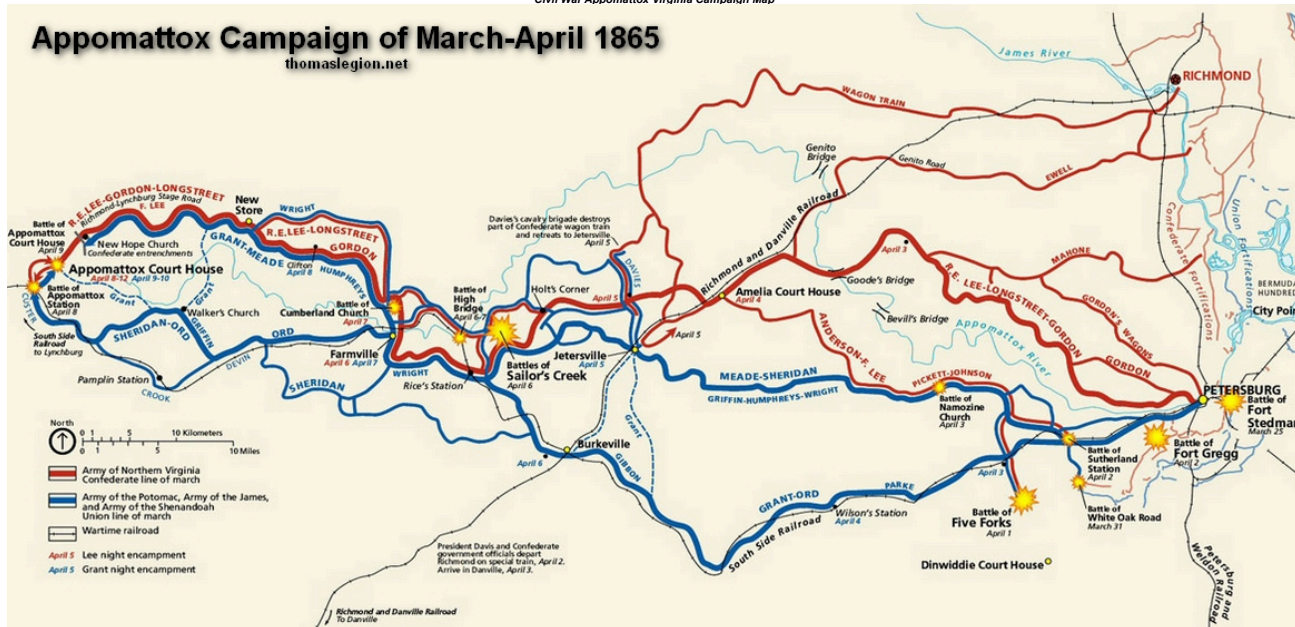 Civil War Appomattox Virginia Campaign Map
Appomattox Campaign of March-April 1865
thomaslegion.net
James River
RICHMOND
WAGON TRAIN
Genito
Bridge
Genito Road
EWELL
Richmond and Danville Railroad
R.E.LEE-GORDON-LONGSTREET
Richmond-Lynchburg Stage Road
F. LEE
New
Store
WRIGHT
R.E.LEE-LONGSTREET
GORDON
Battle of
Appomattox
Court House
April 9
New Hope Church
Confederate entrenchments
GRANT-MEADE
Clifton
April 8
HUMPHREYS
Appomattox Court House
April 8-12 April 9-10
Grant
Grant
Battle of
Appomattox
Station
April 8
CUSTER
Walker's Church
GRIFFIN
SHERIDAN-ORD
ORD
DEVIN
South Side
Railroad
to Lynchburg
Pamplin Station
CROOK
SHERIDAN
Battle of
Cumberland Church
April 7
Farmville
April 6 April 7
WRIGHT
Rice's Station
Battle of
High
Bridge
April 6-7
Holt's Corner
Battles of
Sailor's Creek
April 6
Davies's cavalry brigade destroys
part of Confederate wagon train
and retreats to Jetersville
April 5
DAVIES
April 5
Jetersville
April 5
April 5
Amelia Court House
April 4
April 3
Goode's Bridge
Bevill's Bridge
Appomattox River
MAHONE
R.E. LEE-LONGSTREET-GORDON
GORDON'S WAGONS
GORDON
Confederate Fortifications
Union Fortifications
BERMUDA
HUNDRED
City Poin
ANDERSON-F. LEE
PICKETT-JOHNSON
MEADE-SHERIDAN
GRIFFIN-HUMPHREYS-WRIGHT
Battle of
Namozine
Church
April 3
PETERSBURG
Battle of
Fort
Stedman
March 25
Battle of
Fort Gregg
April 2
Battle of
Sutherland
Station
April 2
Battle of
White Oak Road
March 31
April 3
Battle of
Five Forks
April 1
Dinwiddie Court House
Petersburg and
Weldon Railroad
Grant
GIBBON
Burkeville
April 6
GRANT-ORD
PARKE
Wilson's Station
April 4
South Side Railroad
President Davis and Confederate
government officials depart
Richmond on special train, April 2.
Arrive in Danville, April 3.
Richmond and Danville Railroad
To Danville
North
0 1 5 10 Kilometers
0 1 5 10 Miles
Army of Northern Virginia
Confederate line of march
Army of the Potomac, Army of the James,
and Army of the Shenandoah
Union line of march
Wartime railroad
April 5 Lee night encampment
April 5 Grant night encampment